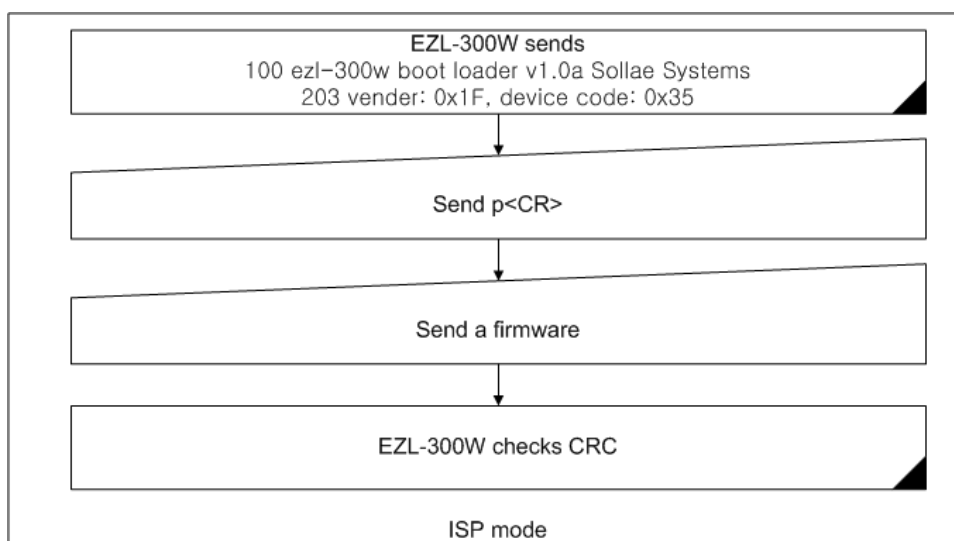 EZL-300W sends
100 ezl-300w boot loader v1.0a Sollae Systems
203 vender: 0x1F, device code: 0x35
Send p<CR>
Send a firmware
EZL-300W checks CRC
ISP mode